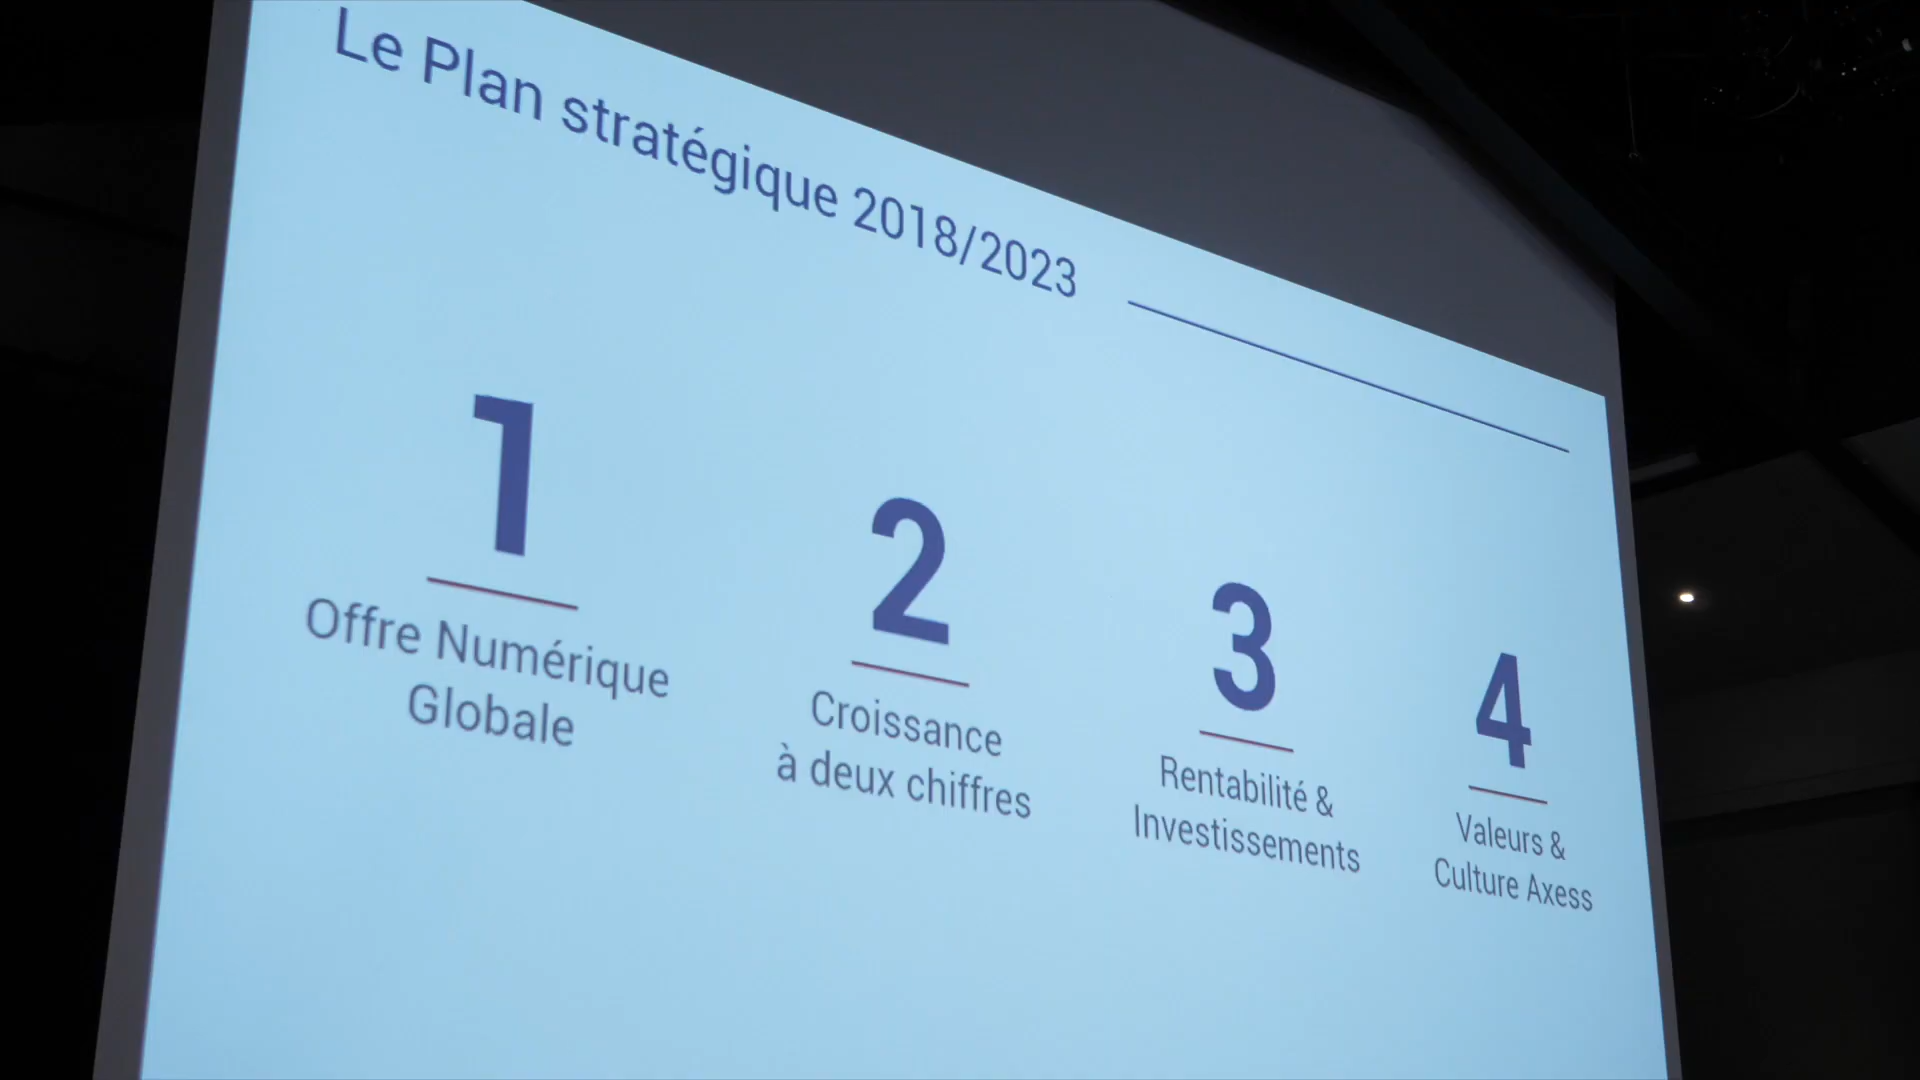 Le Plan stratégique 2018/2023
1
Offre Numérique
Globale
2
Croissance
à deux chiffres
3
Rentabilité &
Investissements
4
Valeurs &
Culture Axess